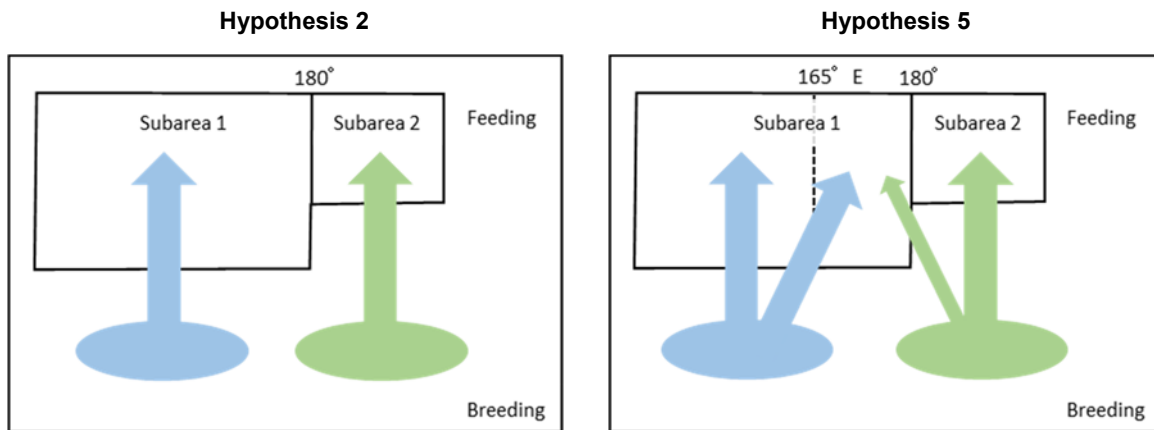 Hypothesis 2
180°
Subarea 1
Subarea 2
Feeding
Breeding
Hypothesis 5
165° E 180°
Subarea 1
Subarea 2
Feeding
Breeding